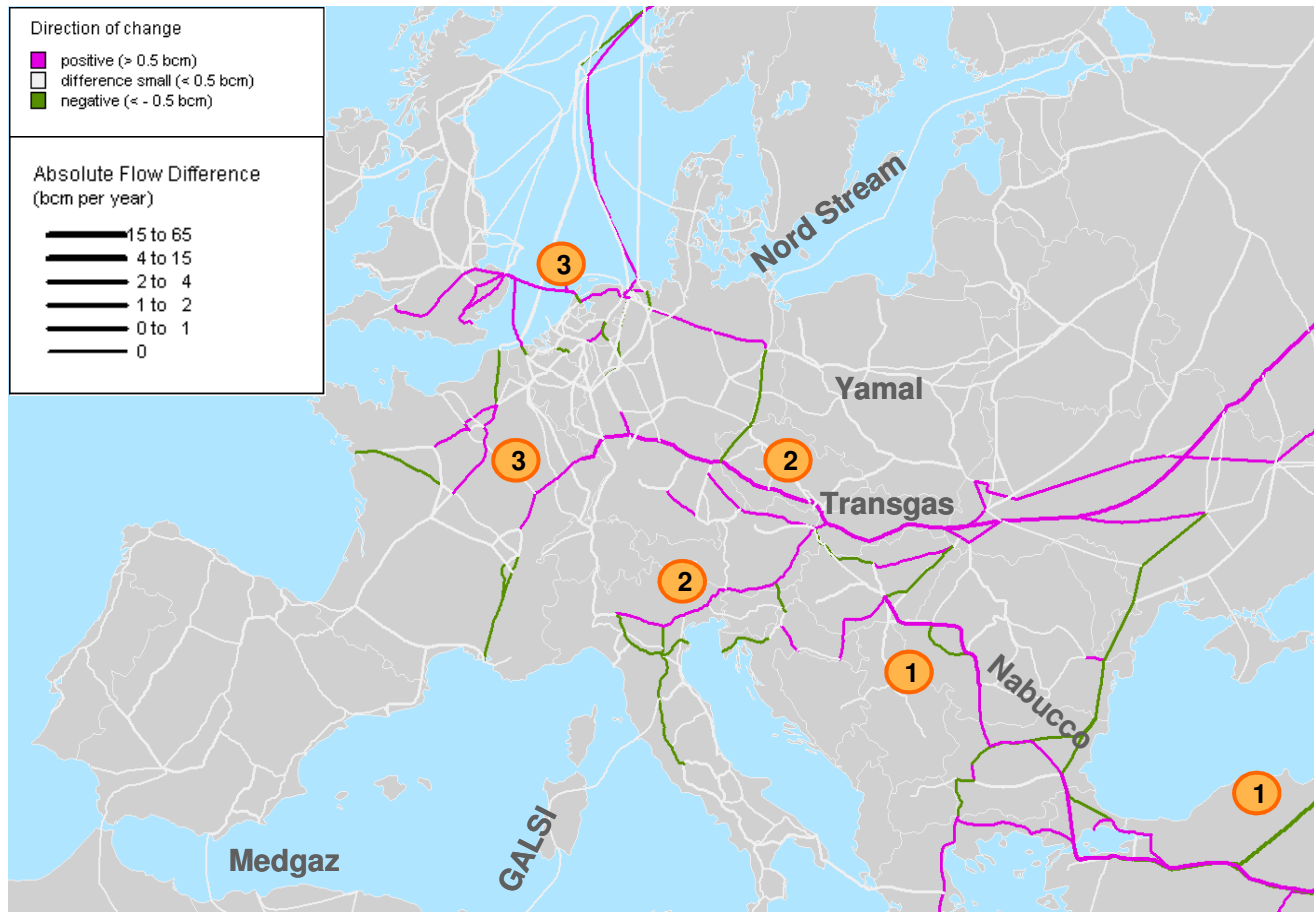 Direction of change
positive (> 0.5 bcm)
difference small (< 0.5 bcm)
negative (< - 0.5 bcm)
Absolute Flow Difference
(bcm per year)
15 to 65
4 to 15
2 to 4
1 to 2
0 to 1
0
Nord Stream
3
Yamal
3
2
Transgas
2
1
Nabucco
1
GALSI
Medgaz